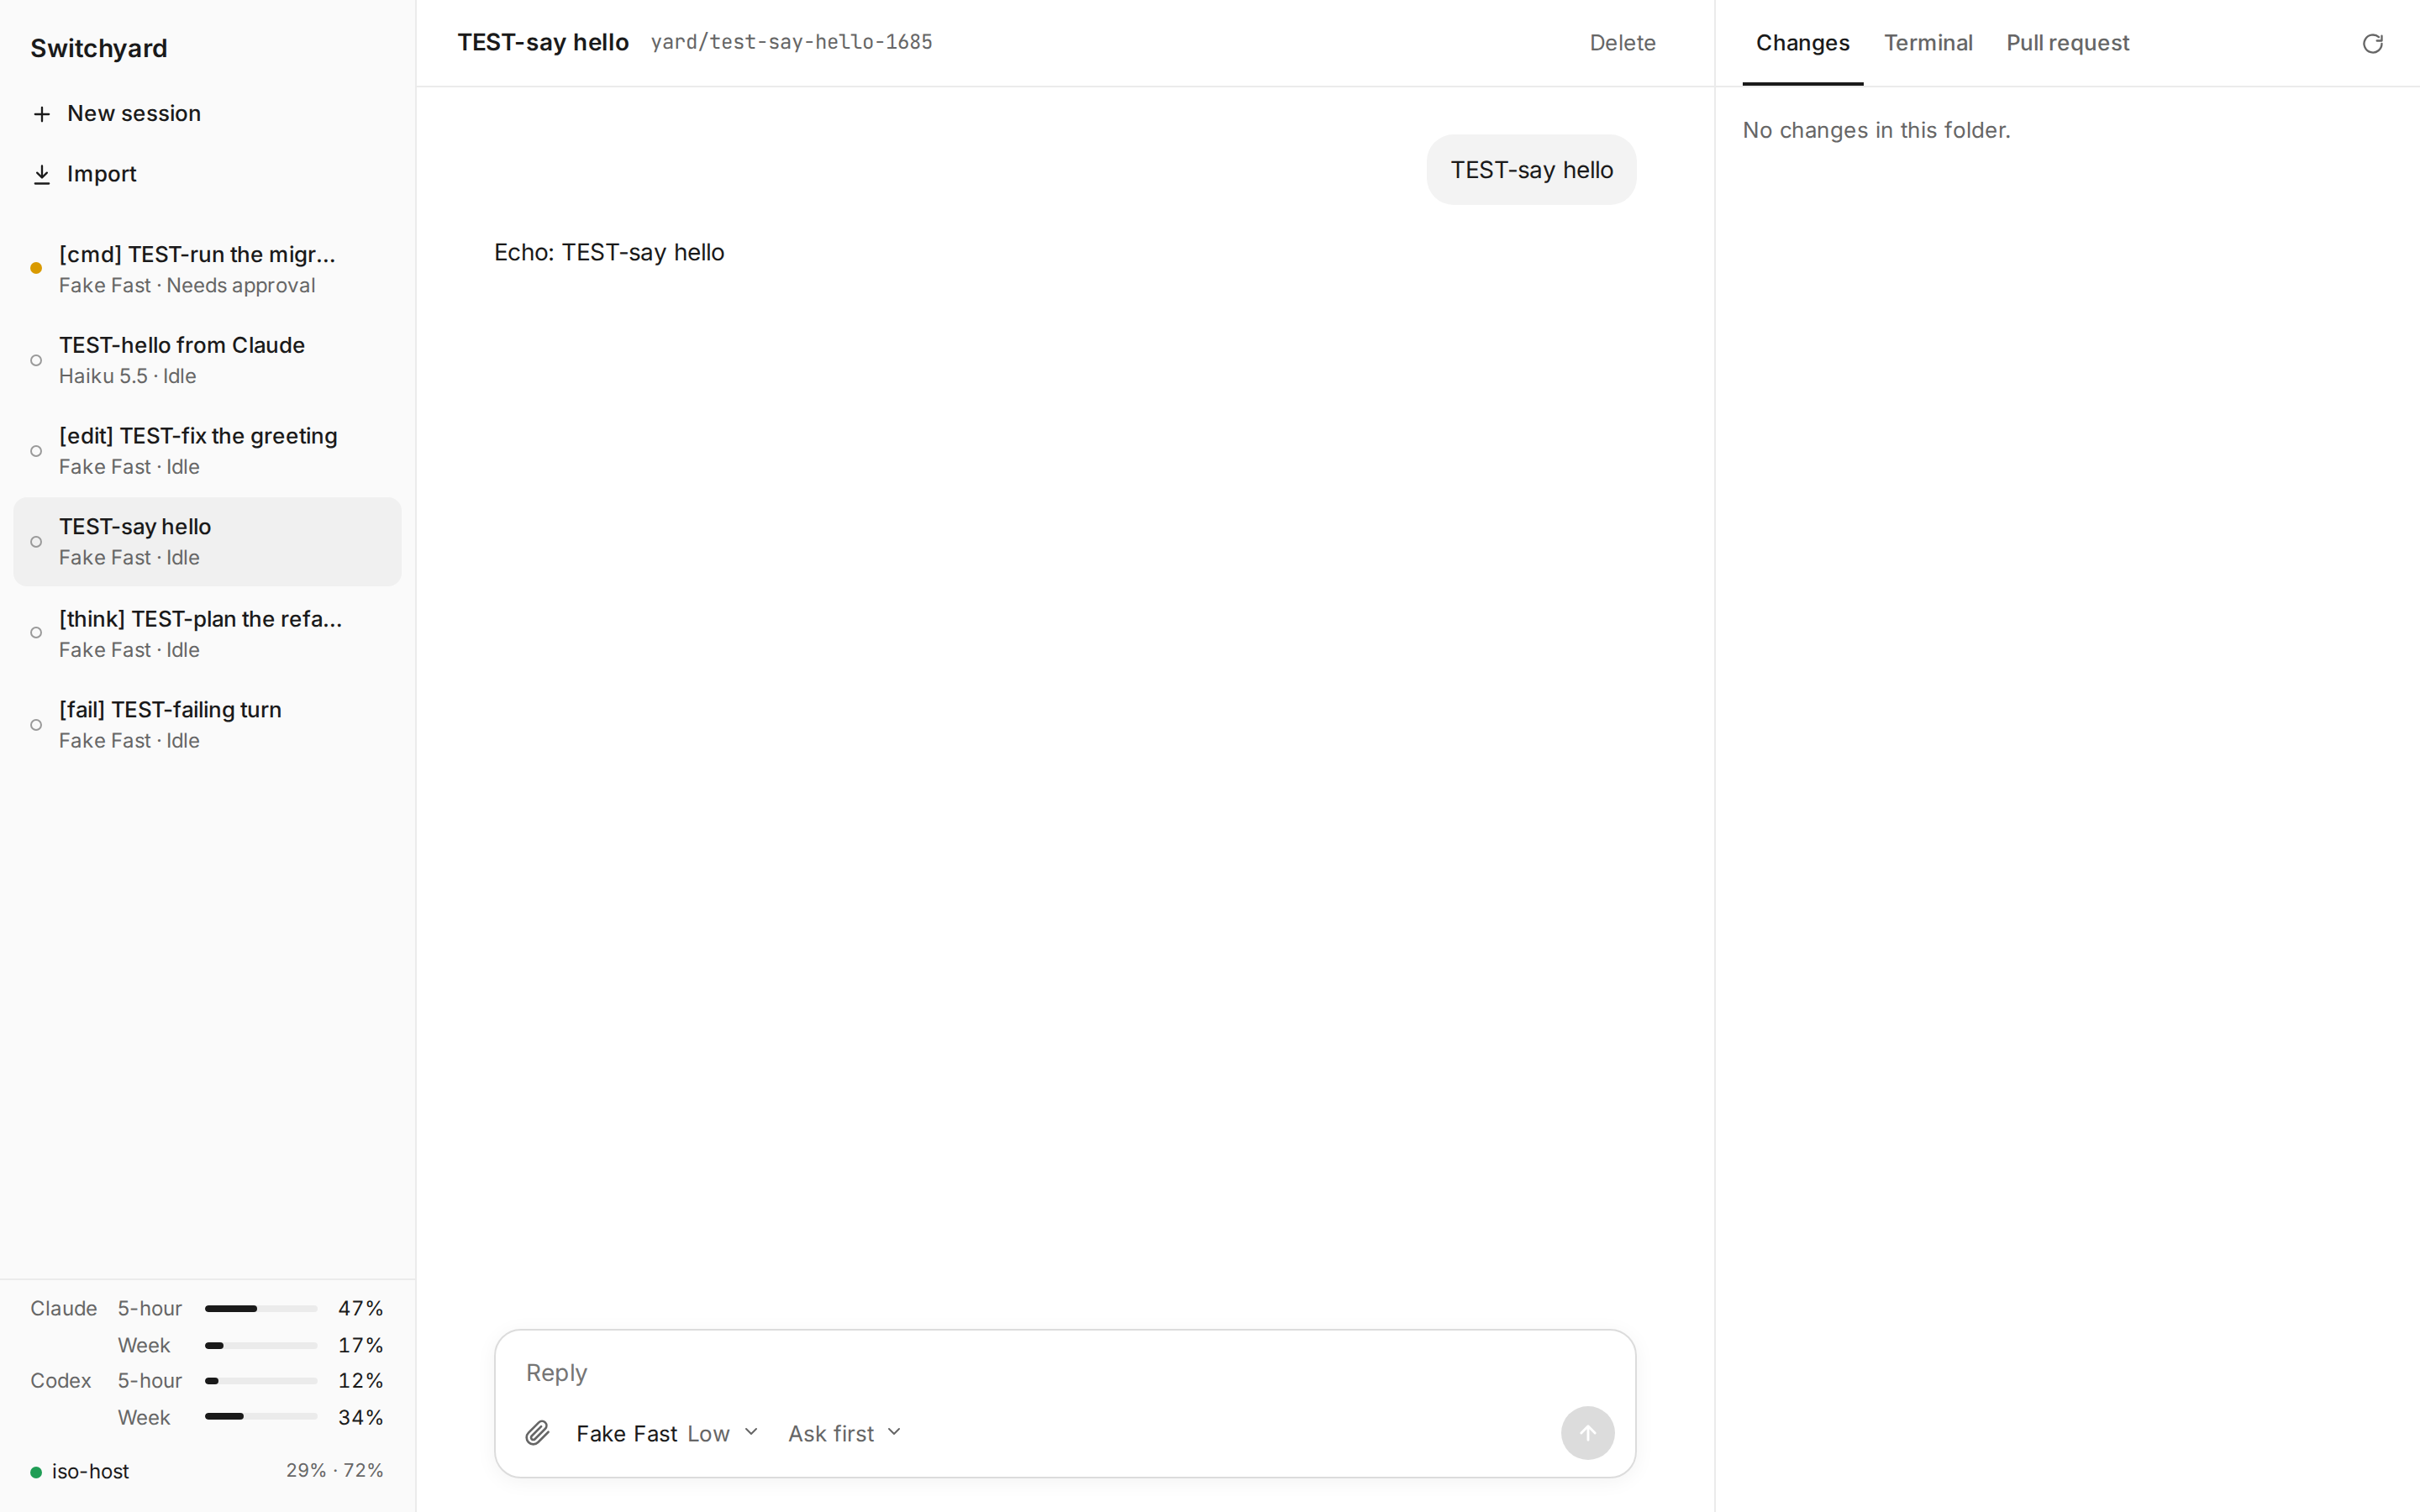 Switchyard
New session
Import
[cmd] TEST-run the migr...
Fake Fast · Needs approval
TEST-hello from Claude
Haiku 5.5 · Idle
[edit] TEST-fix the greeting
Fake Fast · Idle
TEST-say hello
Fake Fast · Idle
[think] TEST-plan the refa...
Fake Fast · Idle
[fail] TEST-failing turn
Fake Fast · Idle
Claude 5-hour 47%
Week 17%
Codex 5-hour 12%
Week 34%
iso-host 29% · 72%
TEST-say hello yard/test-say-hello-1685 Delete
TEST-say hello
Echo: TEST-say hello
Reply
Fake Fast Low Ask first
Changes Terminal Pull request
No changes in this folder.